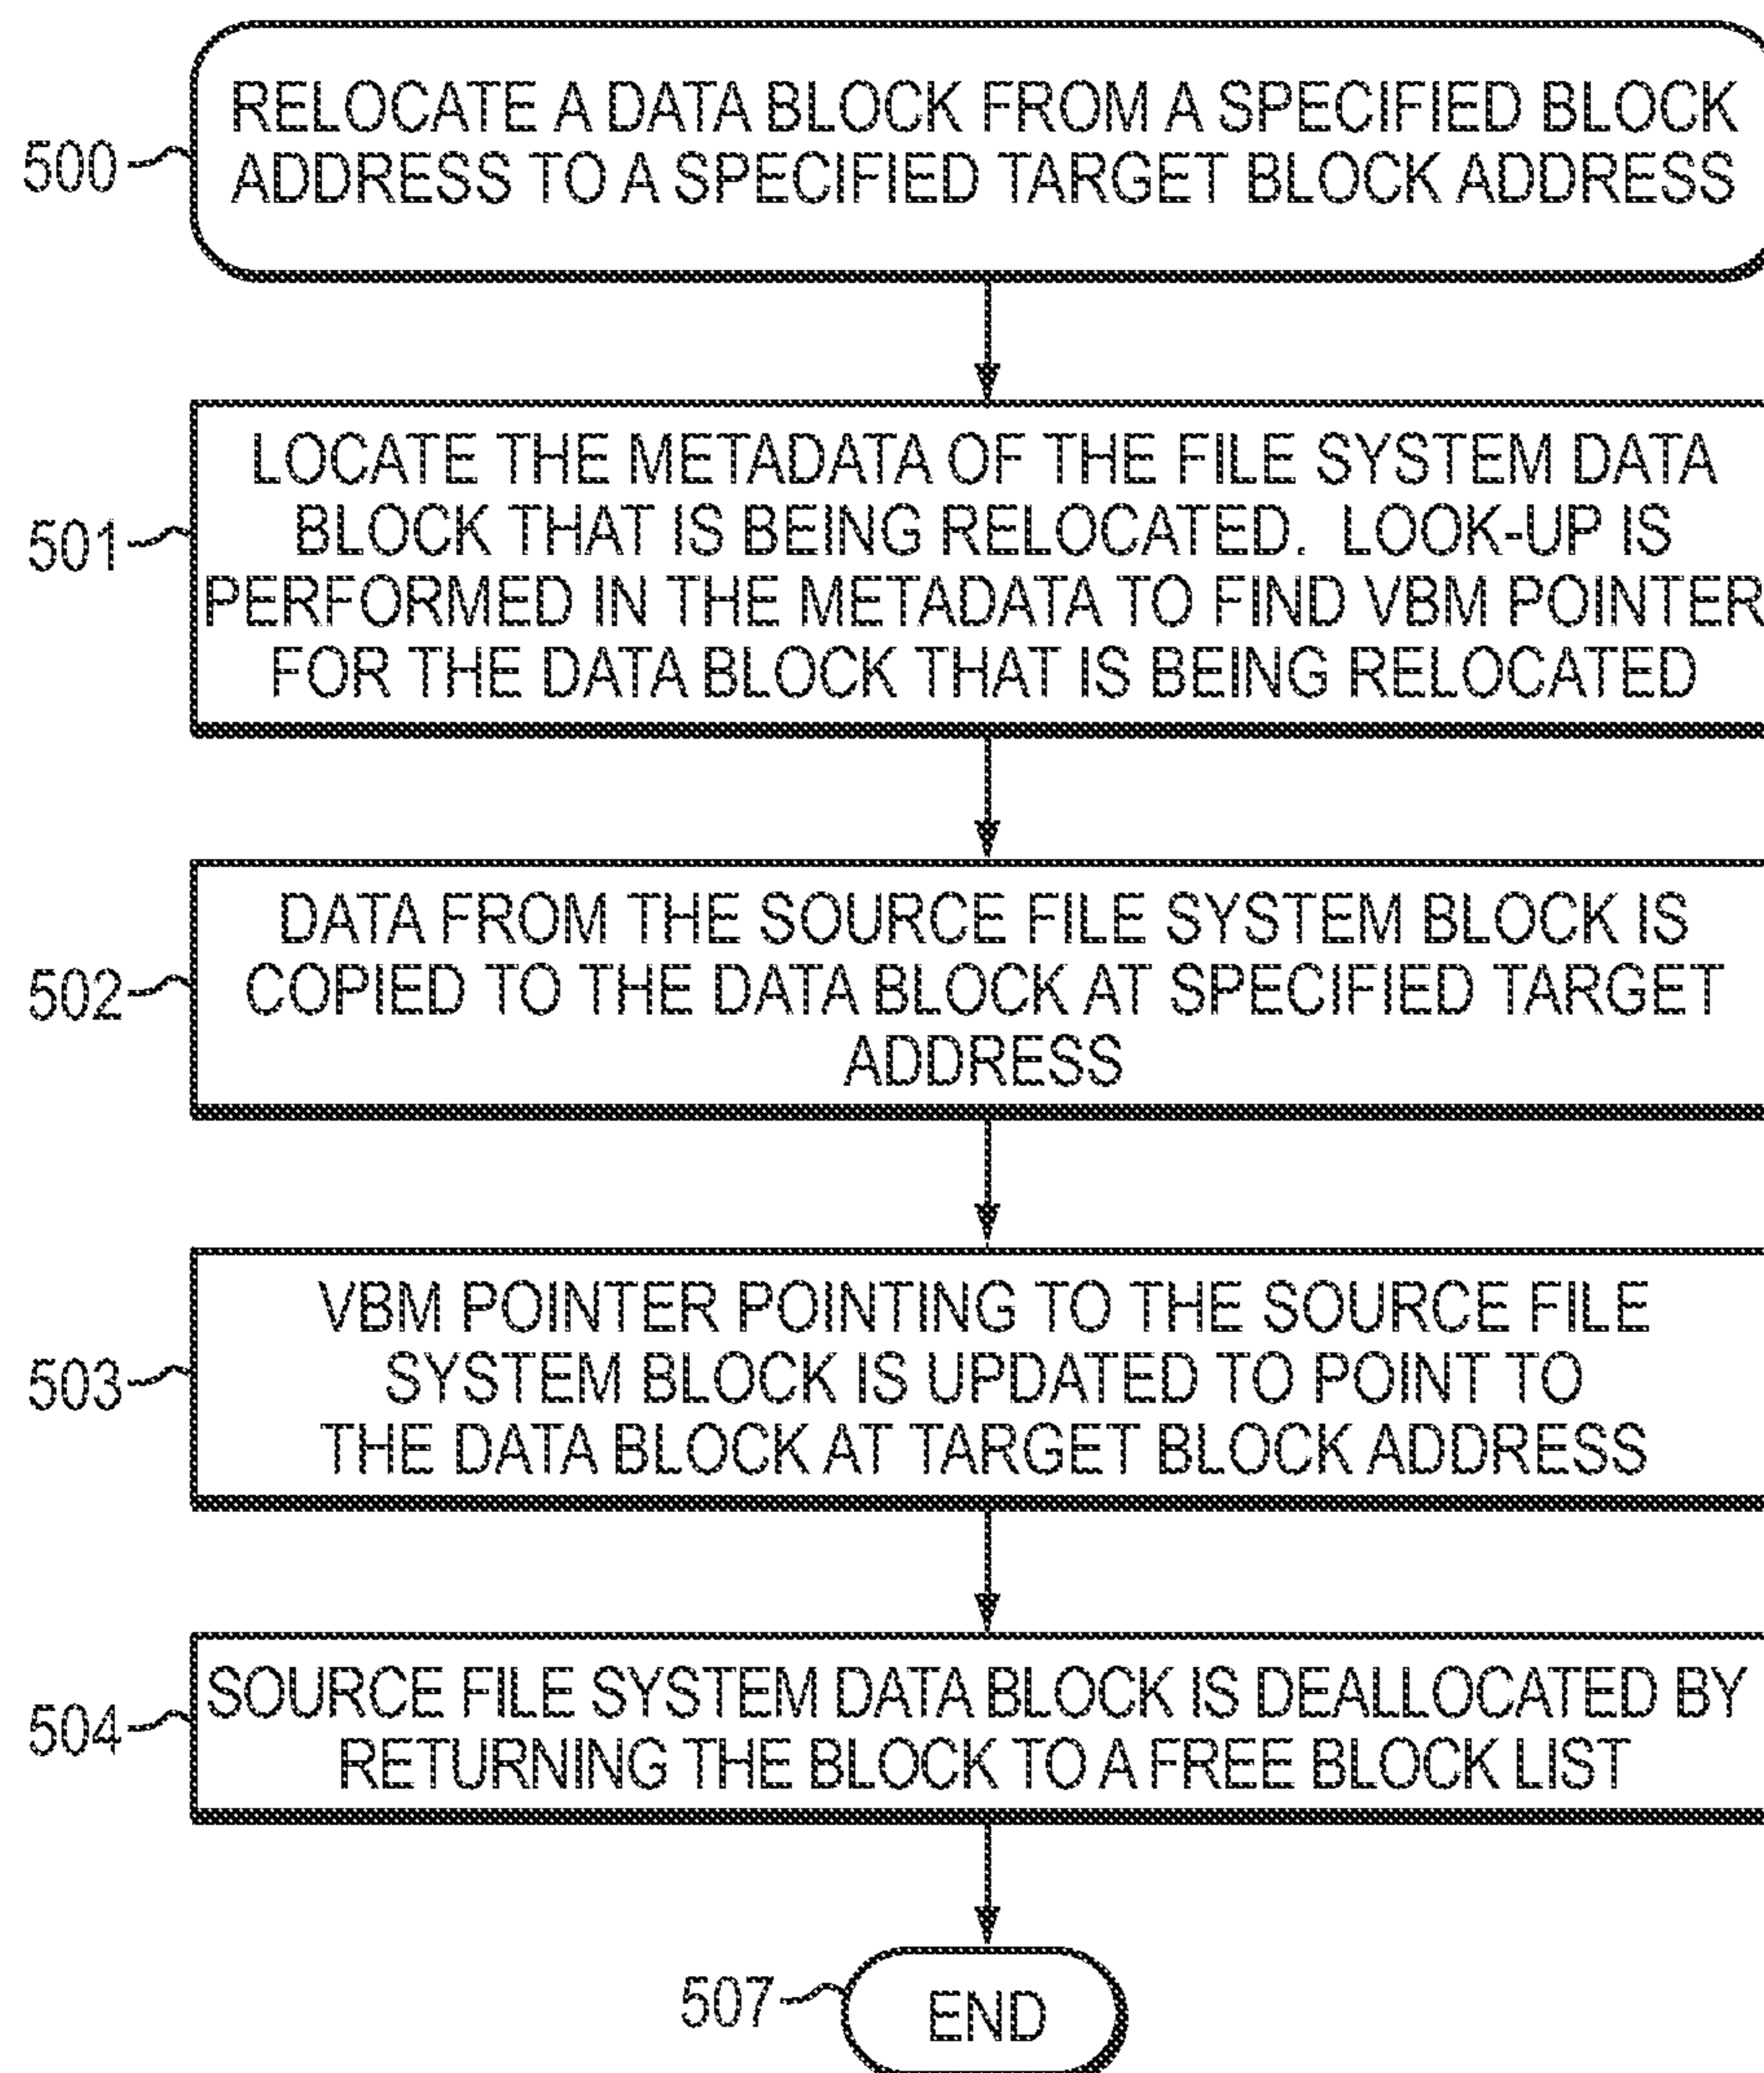 RELOCATE A DATA BLOCK FROM A SPECIFIED BLOCK
ADDRESS TO A SPECIFIED TARGET BLOCK ADDRESS
500
LOCATE THE METADATA OF THE FILE SYSTEM DATA
BLOCK THAT IS BEING RELOCATED. LOOK-UP IS
PERFORMED IN THE METADATA TO FIND VBM POINTER
FOR THE DATA BLOCK THAT IS BEING RELOCATED
501
DATA FROM THE SOURCE FILE SYSTEM BLOCK IS
COPIED TO THE DATA BLOCK AT SPECIFIED TARGET
ADDRESS
502
VBM POINTER POINTING TO THE SOURCE FILE
SYSTEM BLOCK IS UPDATED TO POINT TO
THE DATA BLOCK AT TARGET BLOCK ADDRESS
503
SOURCE FILE SYSTEM DATA BLOCK IS DEALLOCATED BY
RETURNING THE BLOCK TO A FREE BLOCK LIST
504
507
END